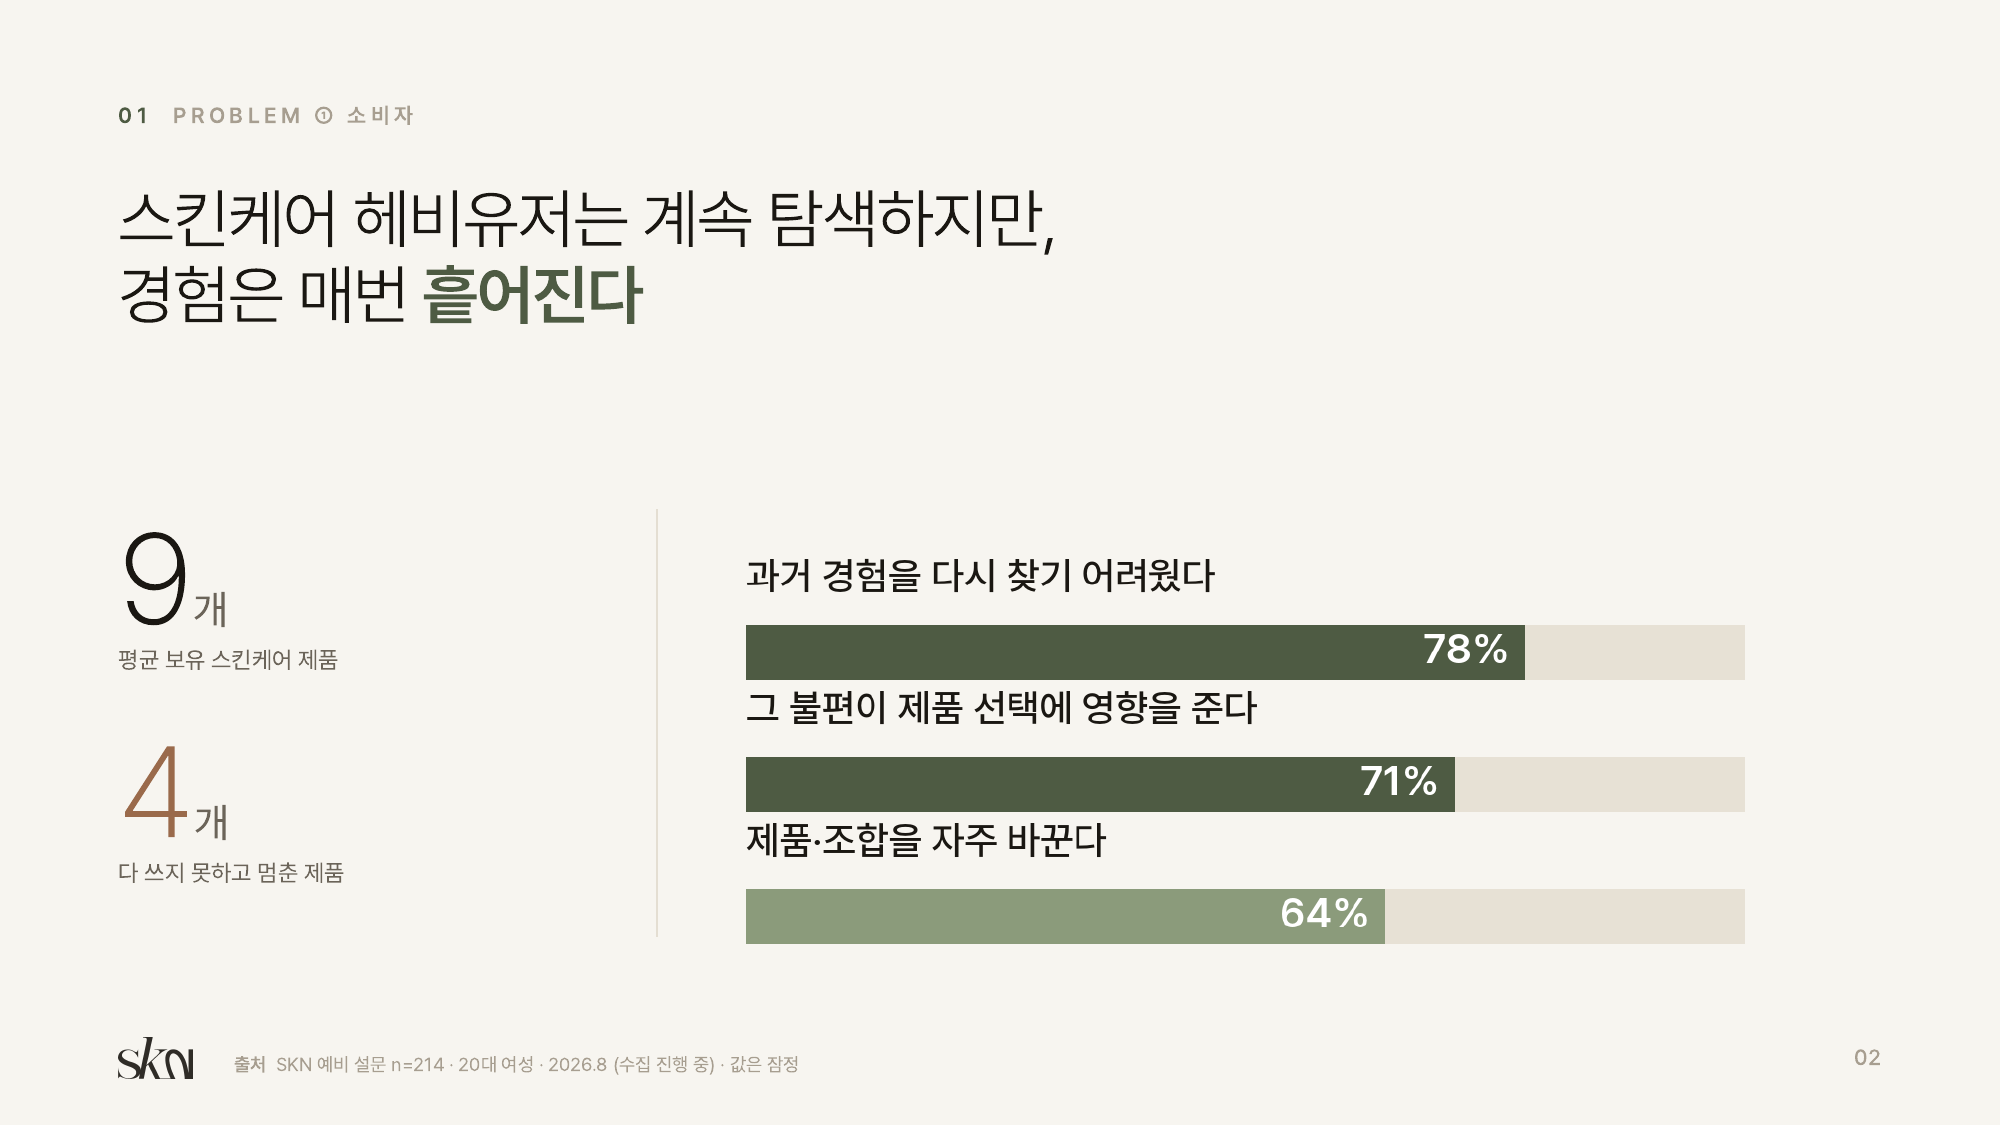 01 PROBLEM ① 소비자
스킨케어 헤비유저는 계속 탐색하지만,
경험은 매번 흩어진다
9개
평균 보유 스킨케어 제품
4개
다 쓰지 못하고 멈춘 제품
과거 경험을 다시 찾기 어려웠다
78%
그 불편이 제품 선택에 영향을 준다
71%
제품·조합을 자주 바꾼다
64%
skn
출처 SKN 예비 설문 n=214 · 20대 여성 · 2026.8 (수집 진행 중) · 값은 잠정
02